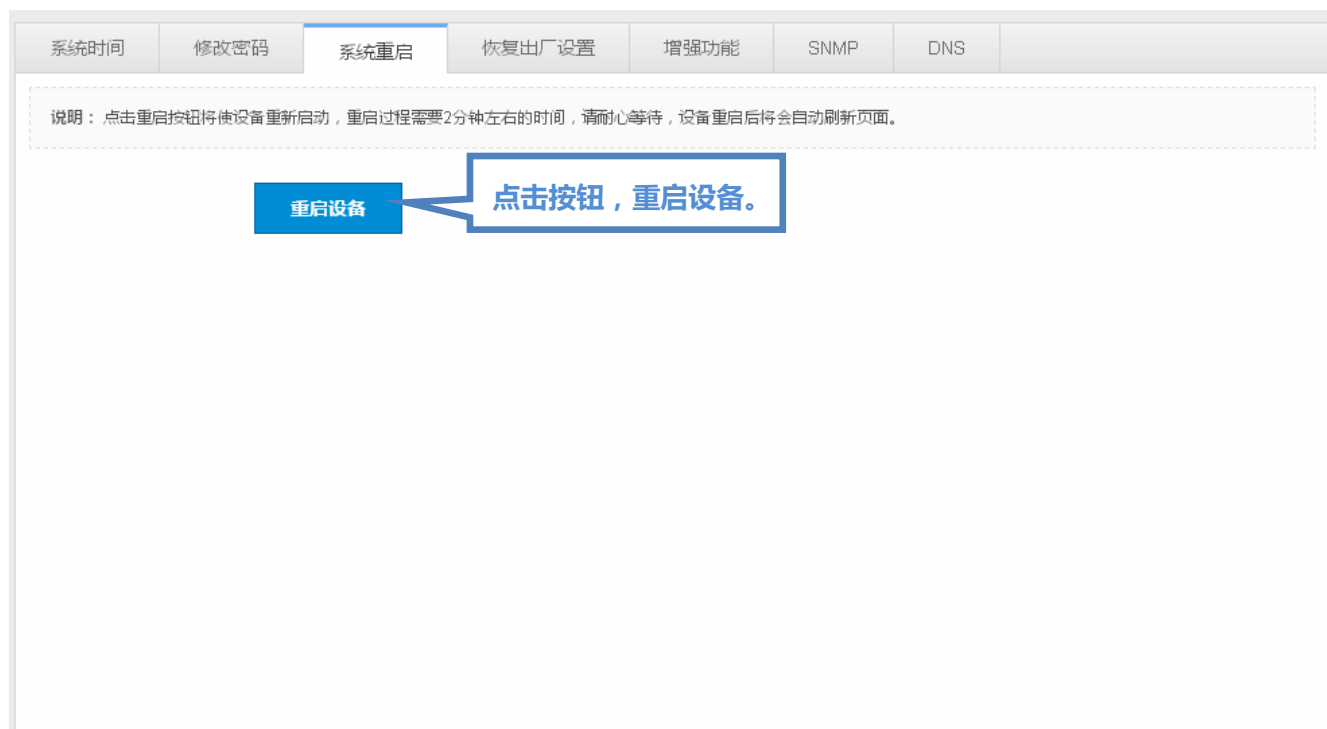 系统时间 修改密码 系统重启 恢复出厂设置 增强功能 SNMP DNS
说明： 点击重启按钮将使设备重新启动，重启过程需要2分钟左右的时间，请耐心等待，设备重启后将会自动刷新页面。
重启设备
点击按钮，重启设备。